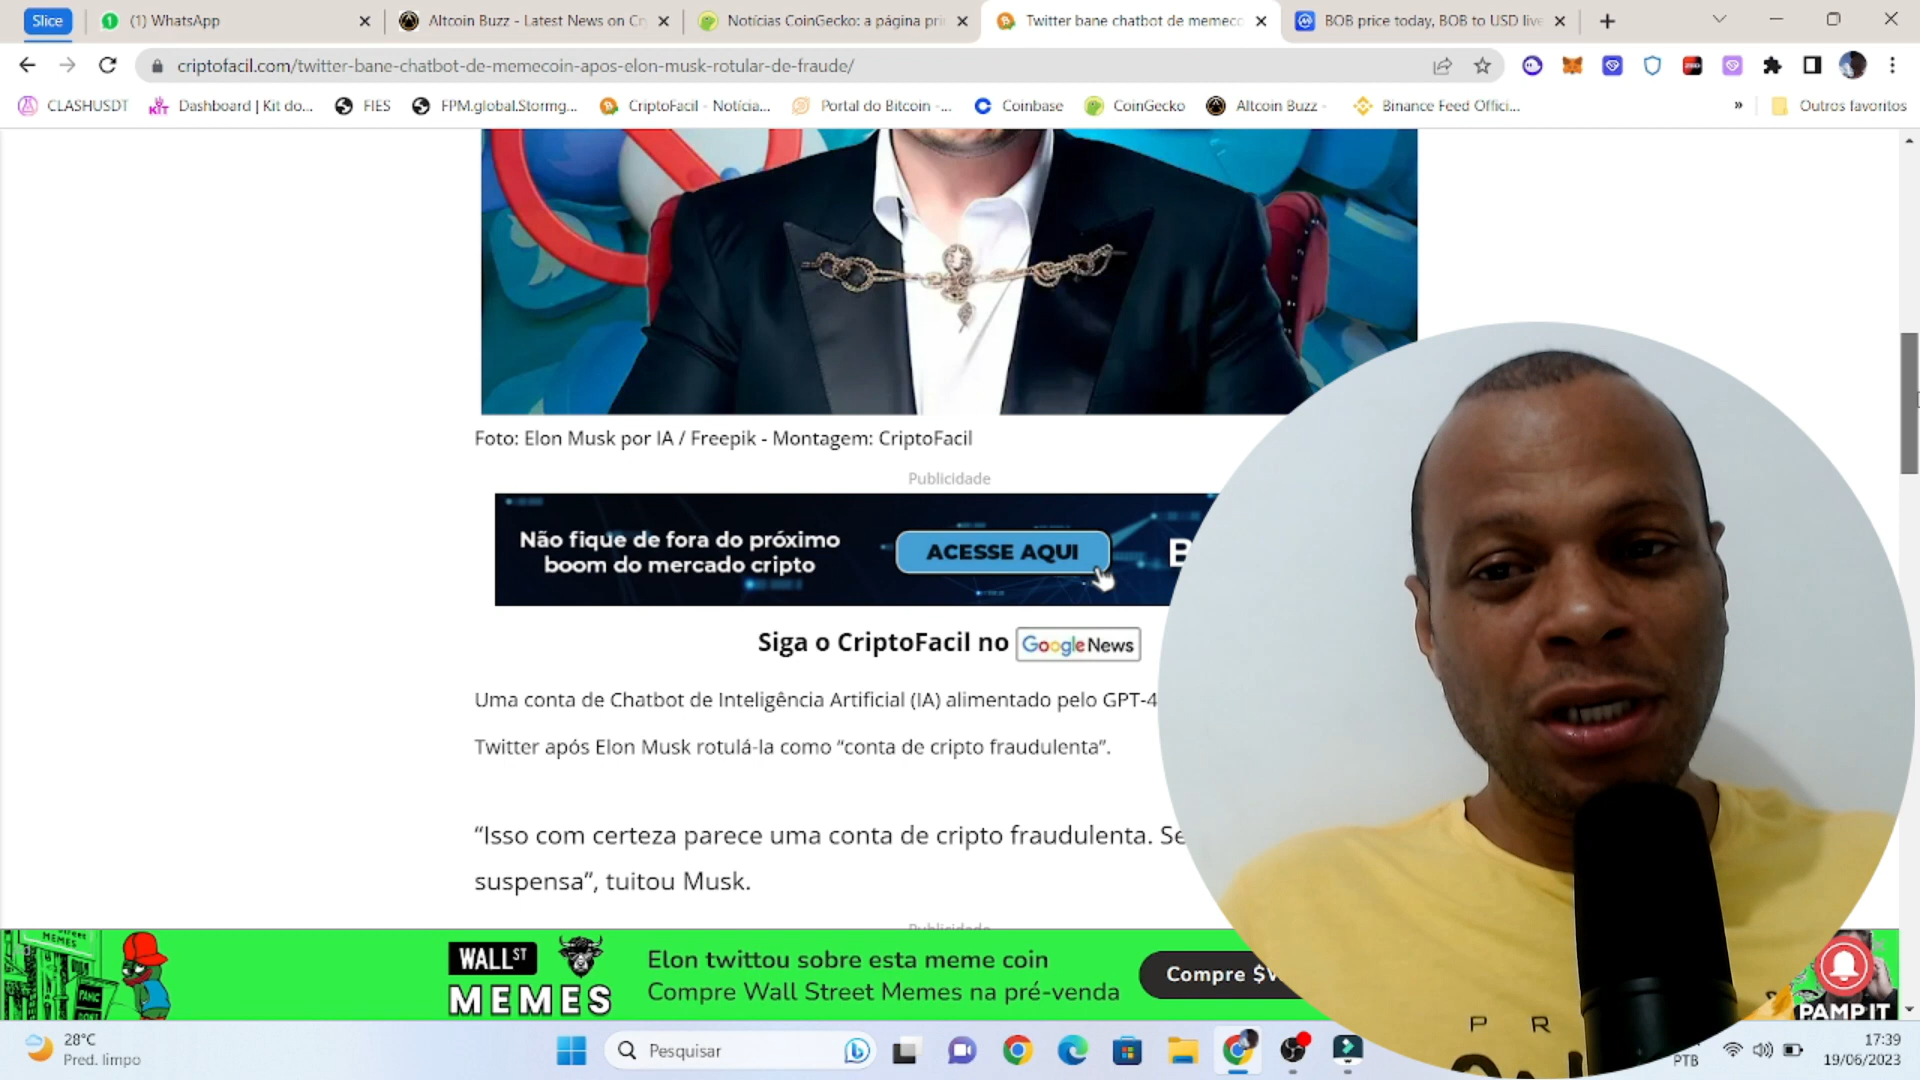 Slice
(1) WhatsApp
Altcoin Buzz - Latest News on Cr
Notícias CoinGecko: a página pri
Twitter bane chatbot de memeco
BOB price today, BOB to USD live
criptofacil.com/twitter-bane-chatbot-de-memecoin-apos-elon-musk-rotular-de-fraude/
CLASHUSDT
Dashboard | Kit do...
FIES
FPM.global.Stormg...
CriptoFacil - Notícia...
Portal do Bitcoin -...
Coinbase
CoinGecko
Altcoin Buzz -
Binance Feed Offici...
»
Outros favoritos
Foto: Elon Musk por IA / Freepik - Montagem: CriptoFacil
Publicidade
Não fique de fora do próximo
boom do mercado cripto
ACESSE AQUI
B
Siga o CriptoFacil no Google News
Uma conta de Chatbot de Inteligência Artificial (IA) alimentado pelo GPT-4
Twitter após Elon Musk rotulá-la como “conta de cripto fraudulenta”.
“Isso com certeza parece uma conta de cripto fraudulenta. Se
suspensa”, tuitou Musk.
Publicidade
MEMES
PANIC
WALL ST
MEMES
Elon twittou sobre esta meme coin
Compre Wall Street Memes na pré-venda
Compre $W
PAMP IT
P R
28°C
Pred. limpo
Pesquisar
PTB
17:39
19/06/2023